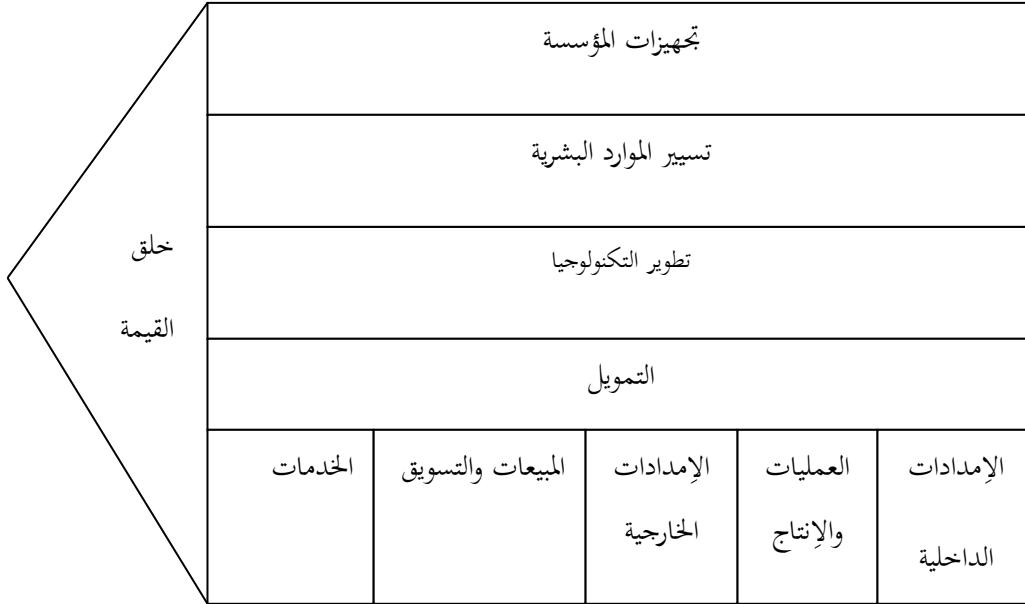 تجهيزات المؤسسة
تسيير الموارد البشرية
تطوير التكنولوجيا
التمويل
الإمدادات
الداخلية
العمليات
والإنتاج
الإمدادات
الخارجية
المبيعات والتسويق
الخدمات
خلق
القيمة